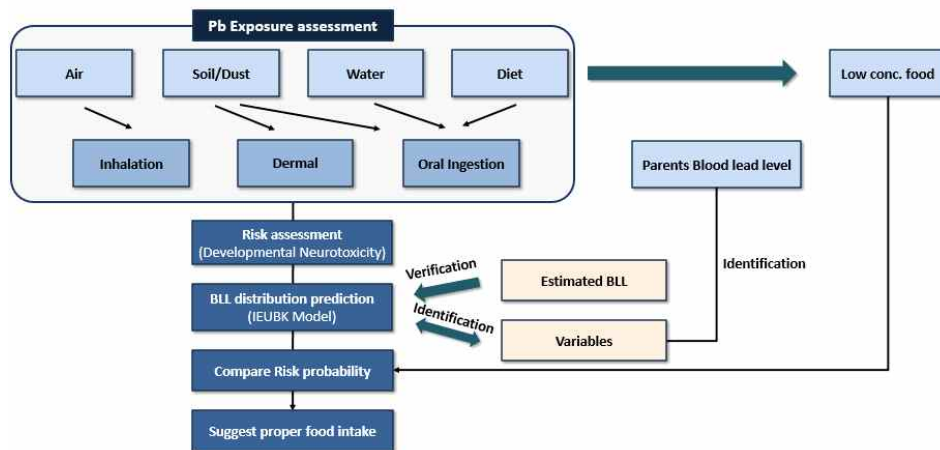 Pb Exposure assessment
Air
Soil/Dust
Water
Diet
Low conc. food
Inhalation
Dermal
Oral Ingestion
Parents Blood lead level
Risk assessment
(Developmental Neurotoxicity)
Identification
Verification
Estimated BLL
BLL distribution prediction
(IEUBK Model)
Identification
Variables
Compare Risk probability
Suggest proper food intake